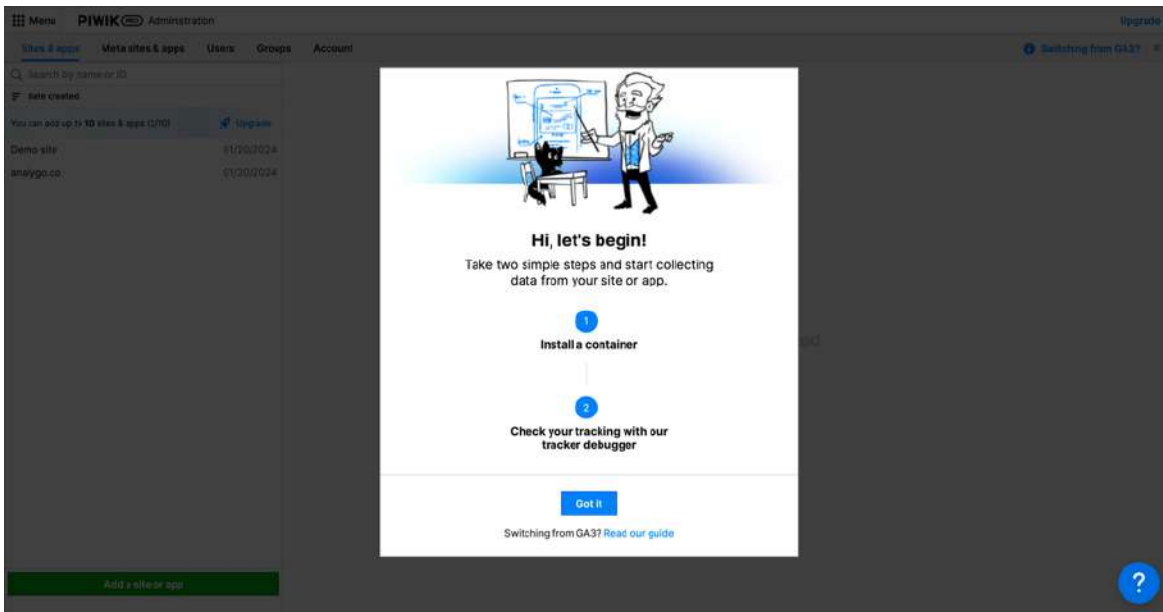 Menu
PIWIK PRO Administration
Upgrade
Sites & apps
Meta sites & apps
Users
Groups
Account
Switching from GA3?
Search by name or ID
date created
You can add up to 10 sites & apps (2/10)
Upgrade
Demo site
01/20/2024
analygo.co
01/20/2024
Hi, let's begin!
Take two simple steps and start collecting
data from your site or app.
1
Install a container
2
Check your tracking with our
tracker debugger
Got it
Switching from GA3? Read our guide
Add a site or app
?